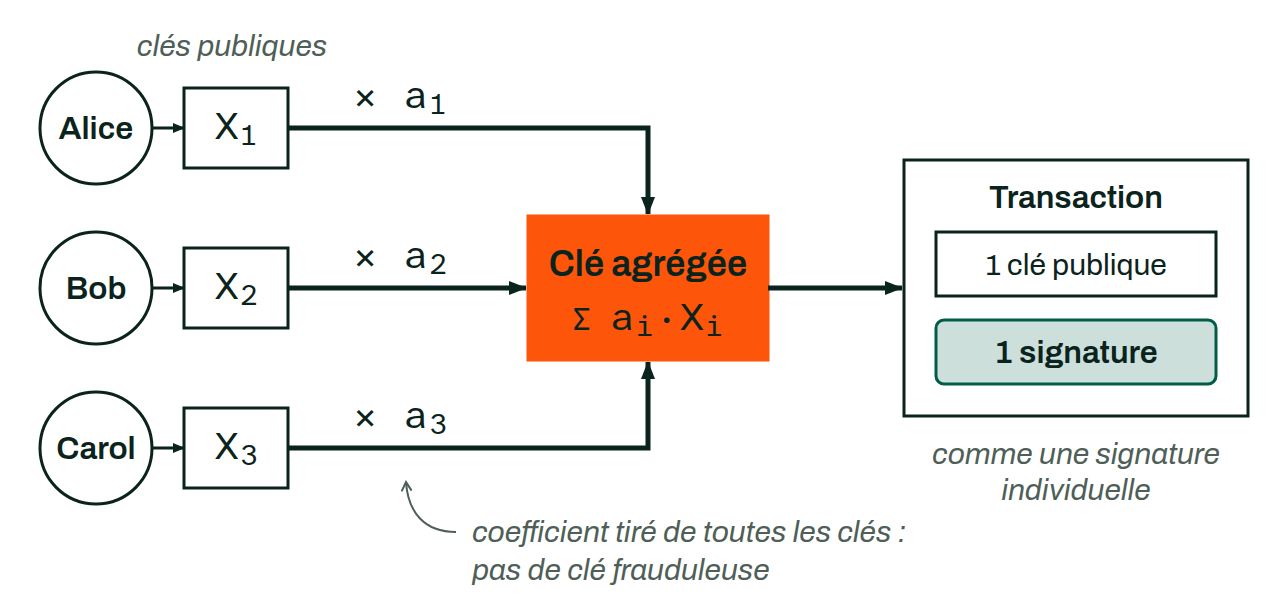 clés publiques
Alice
X₁
× a₁
Bob
X₂
× a₂
Carol
X₃
× a₃
Clé agrégée
Σ aᵢ·Xᵢ
Transaction
1 clé publique
1 signature
comme une signature
individuelle
coefficient tiré de toutes les clés :
pas de clé frauduleuse